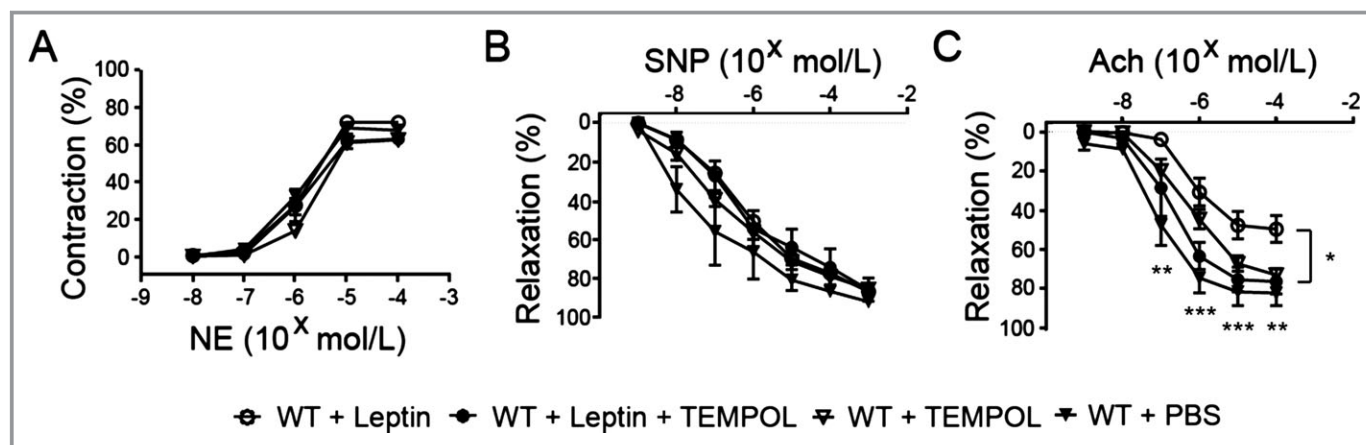 A
Contraction (%)
100
80
60
40
20
0
-9 -8 -7 -6 -5 -4 -3
NE (10^X mol/L)
B
SNP (10^X mol/L)
-8 -6 -4 -2
Relaxation (%)
0
20
40
60
80
100
C
Ach (10^X mol/L)
-8 -6 -4 -2
Relaxation (%)
0
20
40
60
80
100
*
**
*** *** **
WT + Leptin WT + Leptin + TEMPOL WT + TEMPOL WT + PBS